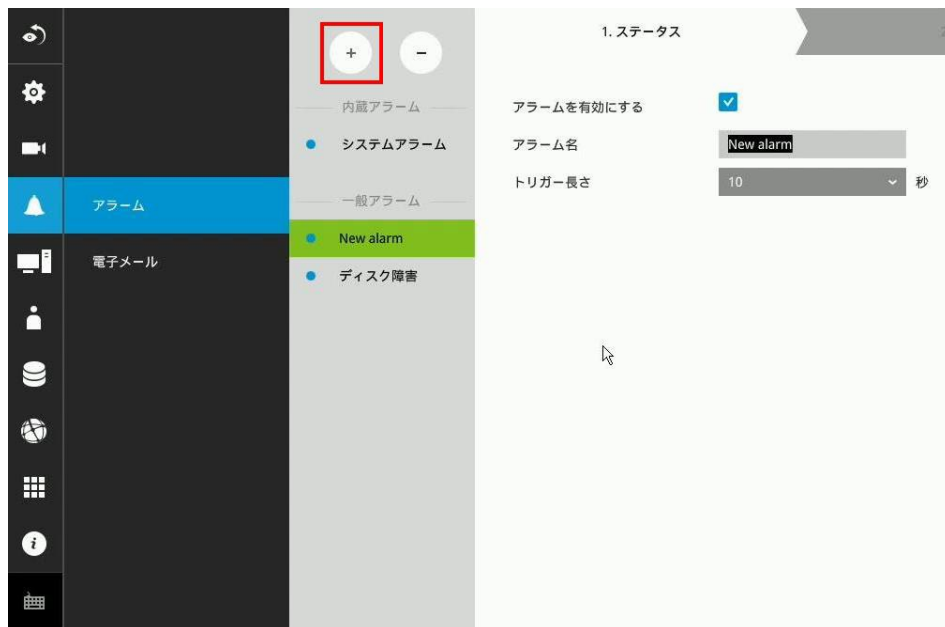 +
-
1. ステータス
内蔵アラーム
システムアラーム
一般アラーム
New alarm
ディスク障害
アラーム
電子メール
アラームを有効にする
アラーム名
New alarm
トリガー長さ
10
秒